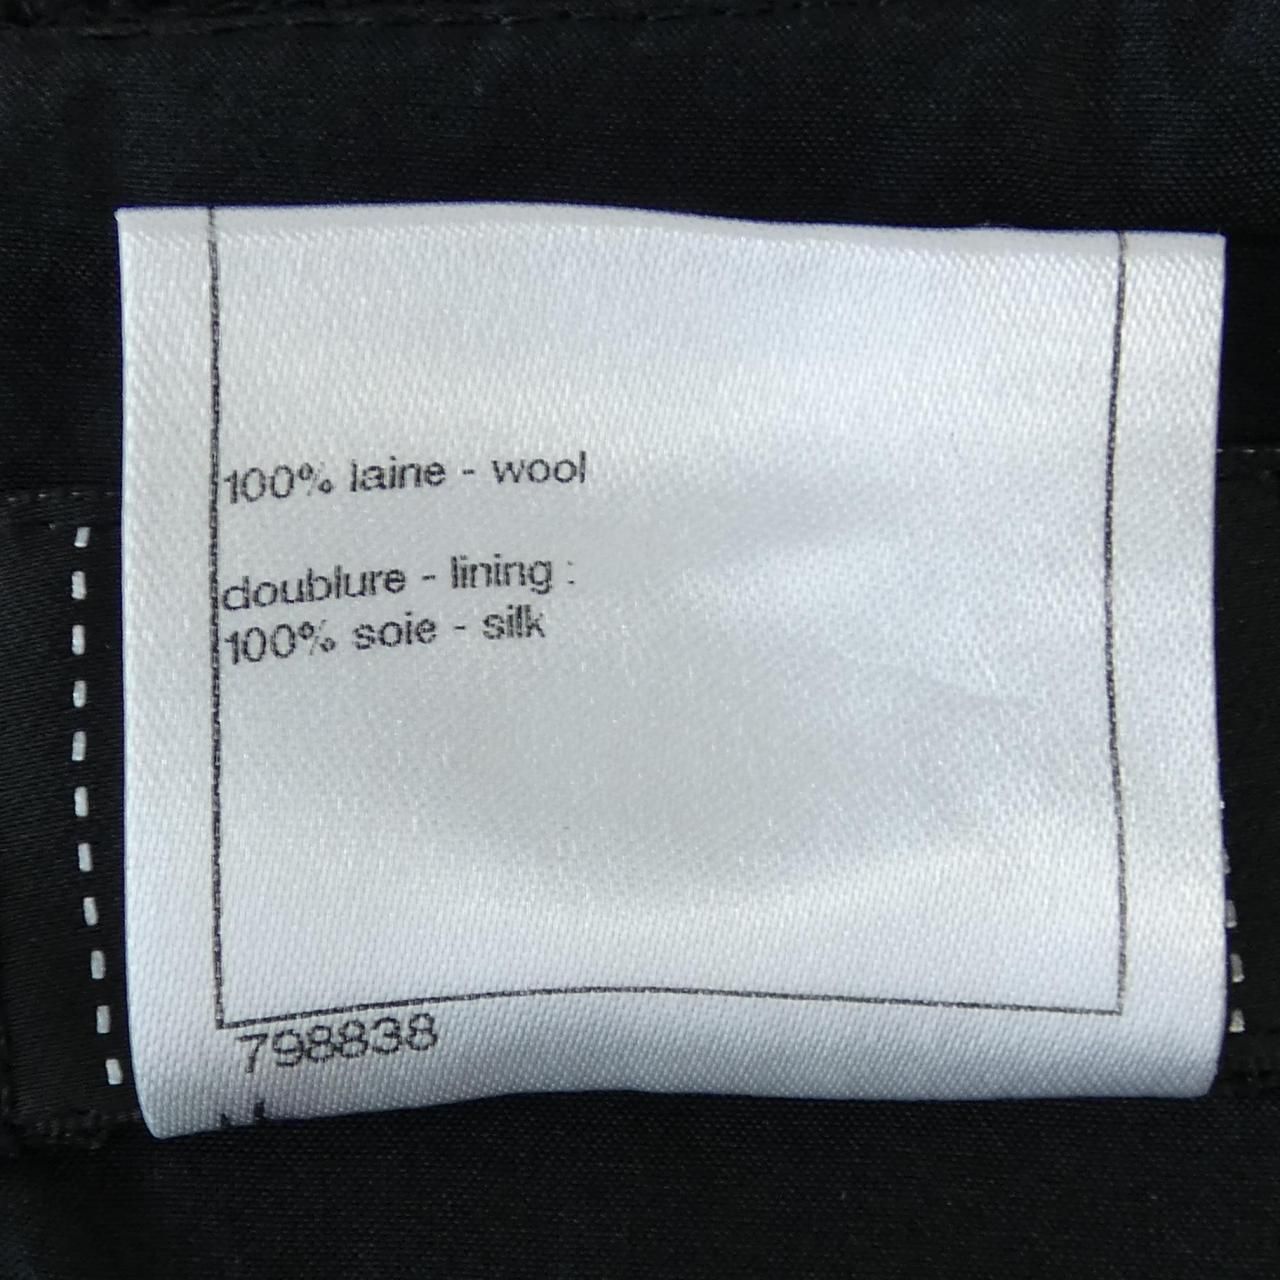 100% laine - wool
doublure - lining :
100% soie - silk
798838